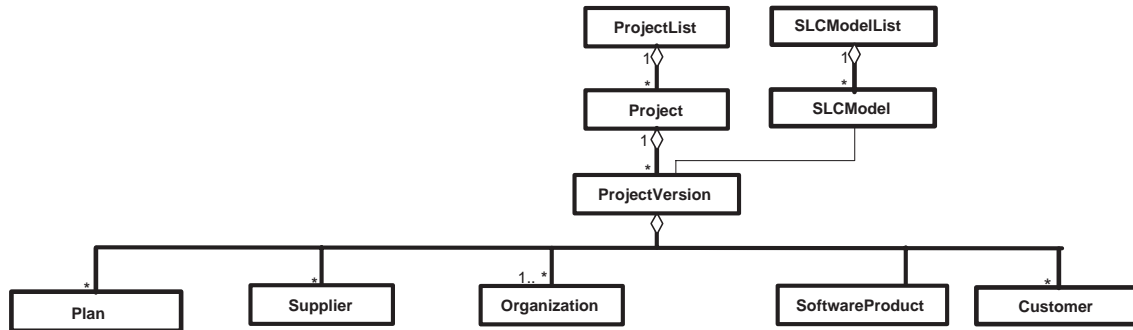 ProjectList
SLCModelList
1
1
*
*
Project
SLCModel
1
*
ProjectVersion
*
*
1.. *
*
Plan
Supplier
Organization
SoftwareProduct
Customer